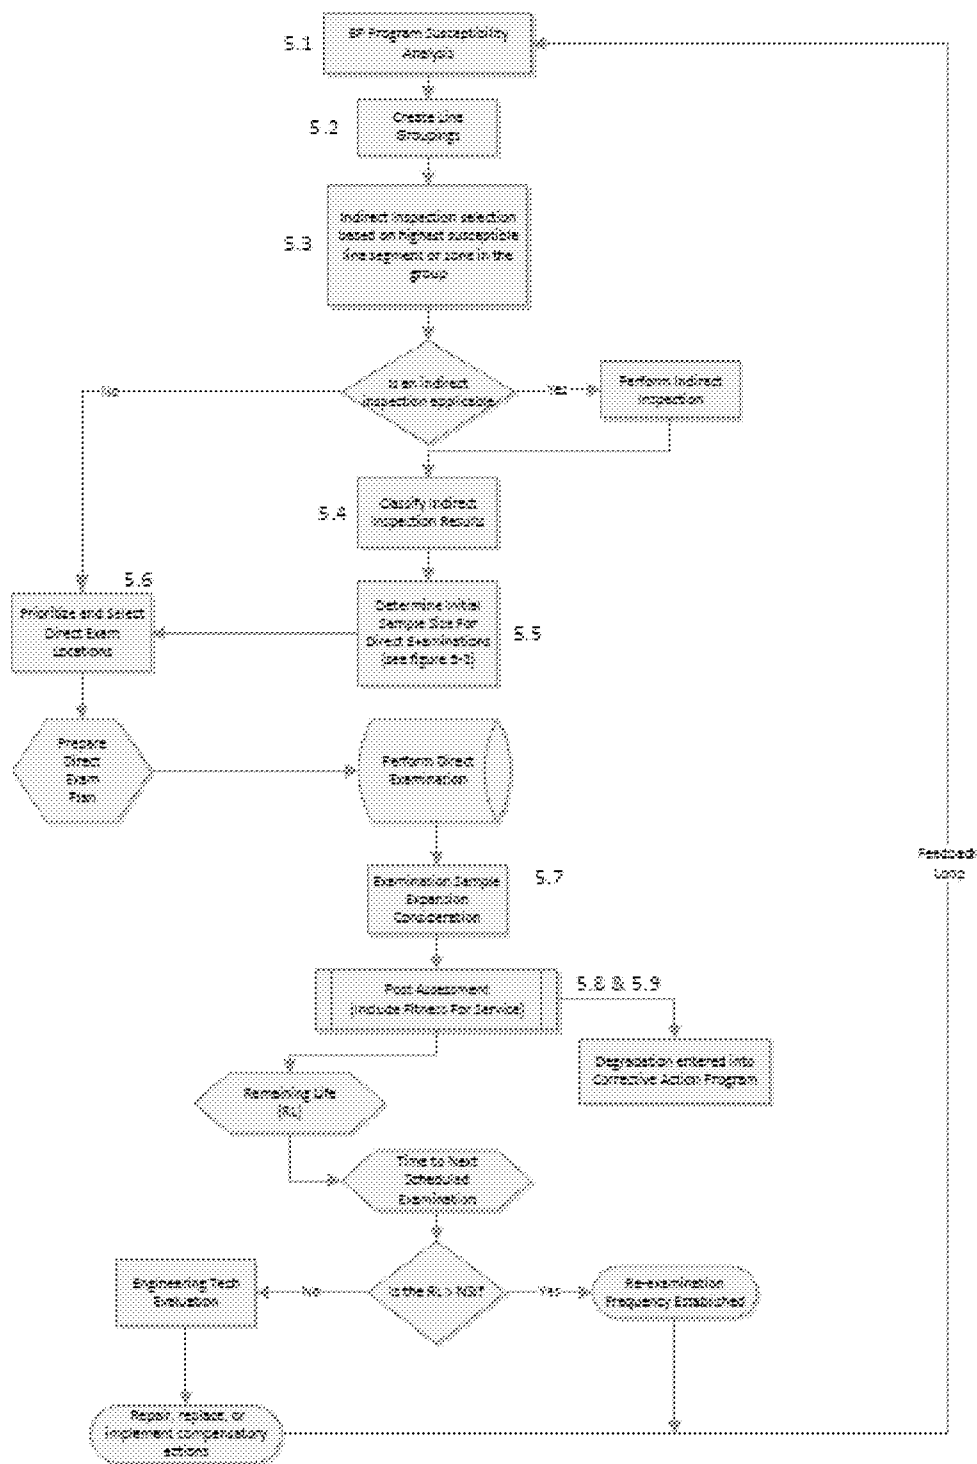 5.1
BP Program Susceptibility
Analysis
5.2
Create Line
Groupings
5.3
Indirect Inspection selection
based on highest susceptible
line segment or zone in the
group
Is an Indirect
Inspection applicable
No
Yes
Perform Indirect
Inspection
5.4
Classify Indirect
Inspection Results
5.6
Prioritize and Select
Direct Exam
Locations
Determine Initial
Sample Size For
Direct Examinations
(see figure
5.5
Prepare
Direct
Exam
Plan
Perform Direct
Examination
Feedback
Loop
5.7
Examination Sample
Expansion
Consideration
Post Assessment
(Include Fitness For Service)
5.8 & 5.9
Degradation entered into
Corrective Action Program
Remaining Life
(RL)
Time to Next
Scheduled
Examination
Engineering Tech
Evaluation
No
Is the RL > NSI?
Yes
Re-examination
Frequency Established
Repair, replace, or
implement compensatory
actions